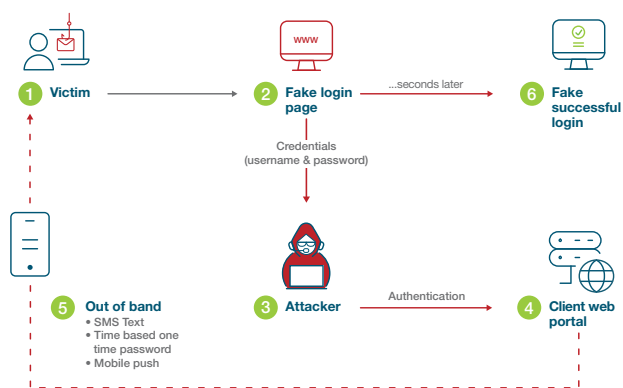 www
1 Victim
2 Fake login
page
...seconds later
6 Fake
successful
login
Credentials
(username & password)
3 Attacker
Authentication
4 Client web
portal
5 Out of band
• SMS Text
• Time based one
time password
• Mobile push